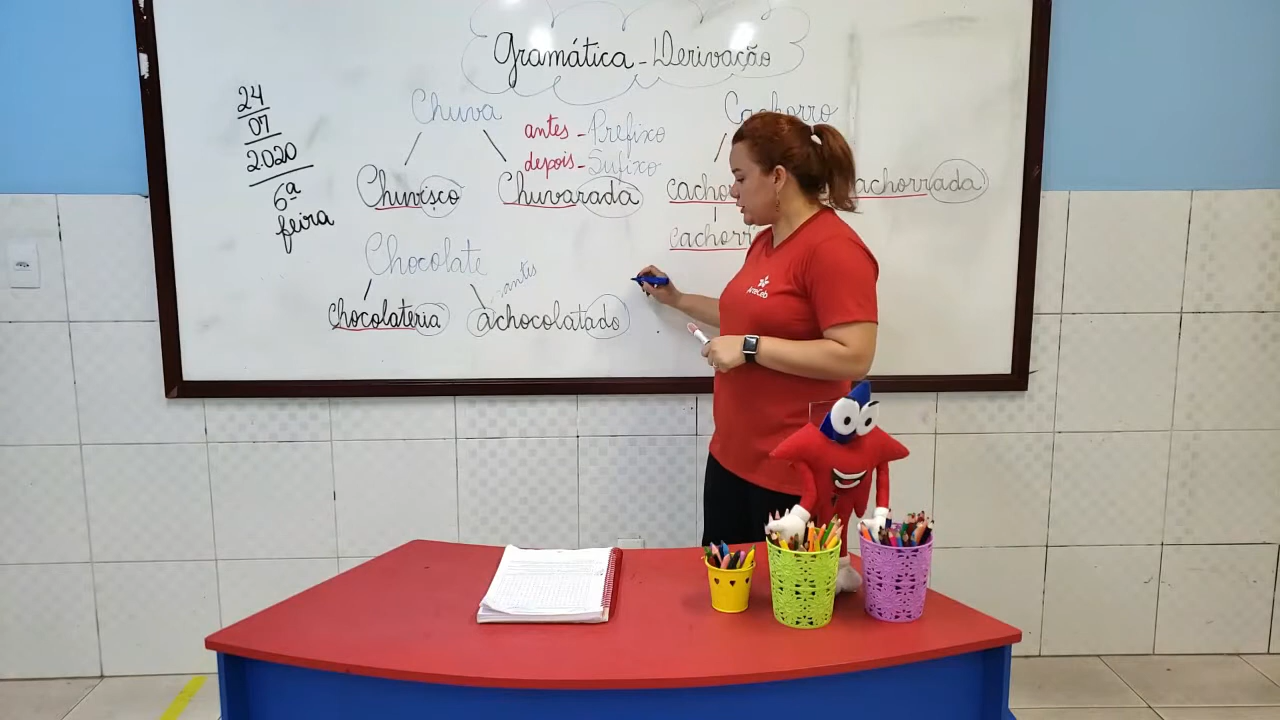 Gramática - Derivação
24
07
2020
6ª
feira
Chuva
antes - Prefixo
depois - Sufixo
Chuvisco
Chuvarada
Cachorro
Chocolate
antes
Chocolateria
achocolatado
ArteCeb